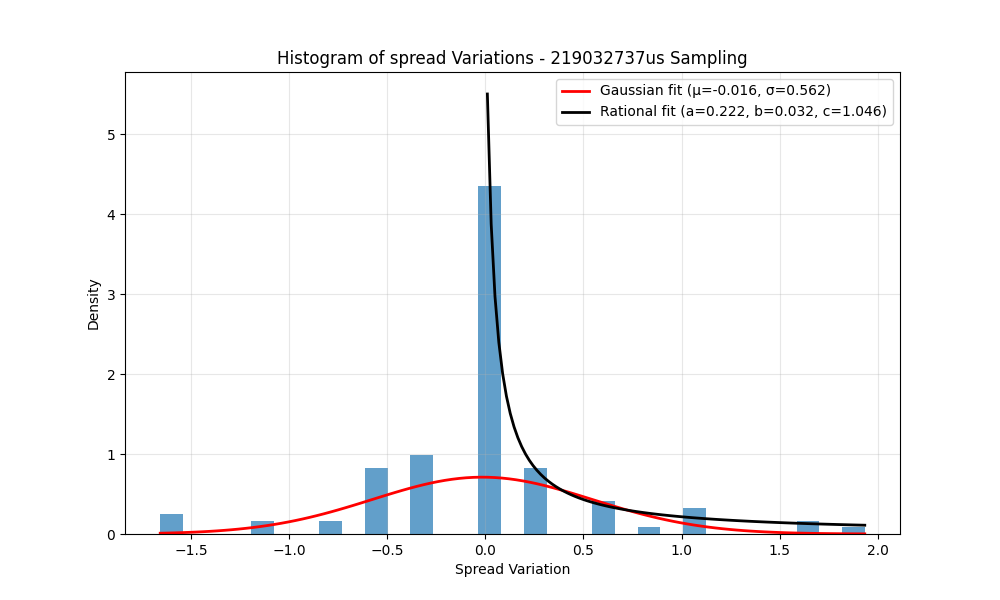 Histogram of spread Variations - 219032737us Sampling
Gaussian fit (μ=-0.016, σ=0.562)
Rational fit (a=0.222, b=0.032, c=1.046)
Density
5
4
3
2
1
0
−1.5 −1.0 −0.5 0.0 0.5 1.0 1.5 2.0
Spread Variation